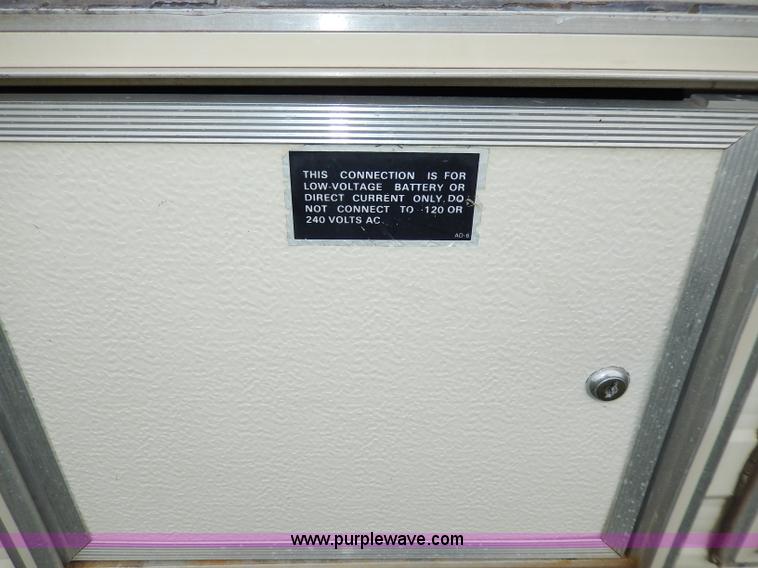 THIS CONNECTION IS FOR
LOW-VOLTAGE BATTERY OR
DIRECT CURRENT ONLY. DO
NOT CONNECT TO 120 OR
240 VOLTS AC.
AD-6
www.purplewave.com